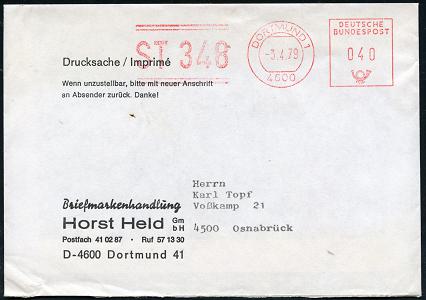 ST 348
DORTMUND 1
-3.4.79
4600
DEUTSCHE
BUNDESPOST
040
Drucksache / Imprimé
Wenn unzustellbar, bitte mit neuer Anschrift
an Absender zurück. Danke!
Briefmarkenhandlung
Horst Held Gm
bH
Postfach 41 02 87 · Ruf 57 13 30
D-4600 Dortmund 41
Herrn
Karl Topf
Voßkamp 21
4500 Osnabrück